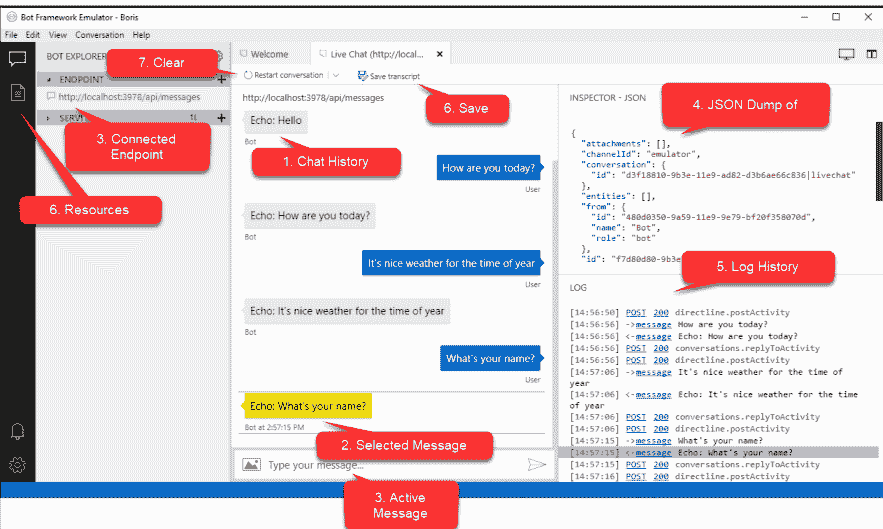 Bot Framework Emulator - Boris
File Edit View Conversation Help
BOT EXPLORER
7. Clear
ENDPOINT
http://localhost:3978/api/messages
3. Connected
Endpoint
6. Resources
Welcome
Live Chat (http://local...
Restart conversation
Save transcript
6. Save
http://localhost:3978/api/messages
Echo: Hello
Bot
1. Chat History
How are you today?
User
Echo: How are you today?
Bot
It's nice weather for the time of year
User
Echo: It's nice weather for the time of year
Bot
What's your name?
User
Echo: What's your name?
Bot at 2:57:15 PM
2. Selected Message
Type your message...
3. Active
Message
INSPECTOR - JSON
4. JSON Dump of
{
"attachments": [],
"channelId": "emulator",
"conversation": {
"id": "d3f18810-9b3e-11e9-ad82-d3b6ae66c836|livechat"
},
"entities": [],
"from": {
"id": "480d0350-9a59-11e9-9e79-bf20f358070d",
"name": "Bot",
"role": "bot"
},
"id": "f7d80d80-9b3e
5. Log History
LOG
[14:56:50] POST 200 directline.postActivity
[14:56:56] ->message How are you today?
[14:56:56] <-message Echo: How are you today?
[14:56:56] POST 200 conversations.replyToActivity
[14:56:56] POST 200 directline.postActivity
[14:57:06] ->message It's nice weather for the time of
year
[14:57:06] <-message Echo: It's nice weather for the time
of year
[14:57:06] POST 200 conversations.replyToActivity
[14:57:06] POST 200 directline.postActivity
[14:57:15] ->message What's your name?
[14:57:15] <-message Echo: What's your name?
[14:57:15] POST 200 conversations.replyToActivity
[14:57:16] POST 200 directline.postActivity